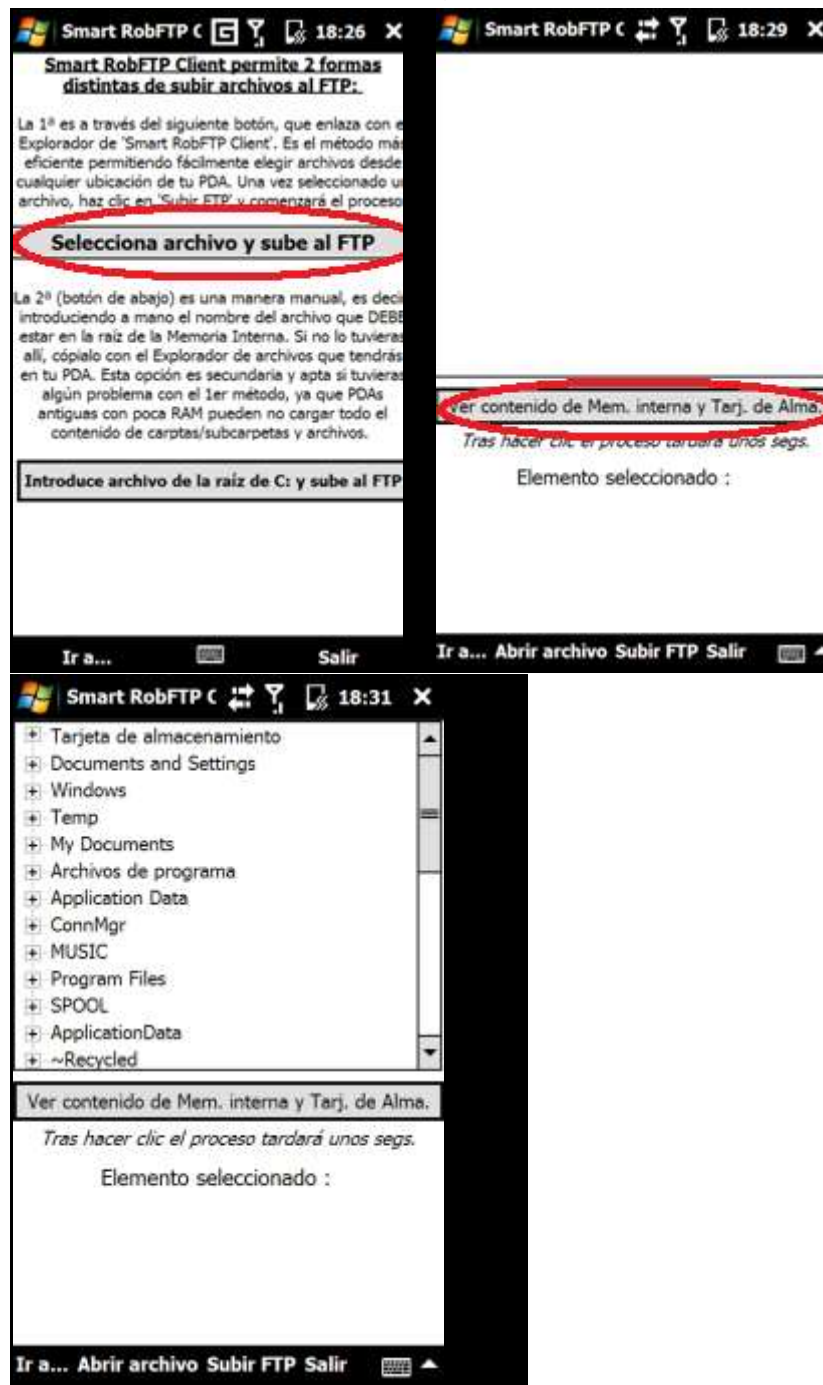 Smart RobFTP C 18:26
Smart RobFTP Client permite 2 formas
distintas de subir archivos al FTP:
La 1ª es a través del siguiente botón, que enlaza con e
Explorador de 'Smart RobFTP Client'. Es el método má
eficiente permitiendo fácilmente elegir archivos desde
cualquier ubicación de tu PDA. Una vez seleccionado u
archivo, haz clic en 'Subir FTP' y comenzará el proceso
Selecciona archivo y sube al FTP
La 2ª (botón de abajo) es una manera manual, es deci
introduciendo a mano el nombre del archivo que DEBE
estar en la raíz de la Memoria Interna. Si no lo tuvieras
allí, cópialo con el Explorador de archivos que tendrás
en tu PDA. Esta opción es secundaria y apta si tuvieras
algún problema con el 1er método, ya que PDAs
antiguas con poca RAM pueden no cargar todo el
contenido de carptas/subcarpetas y archivos.
Introduce archivo de la raíz de C: y sube al FTP
Ir a... Salir
Smart RobFTP C 18:29
Ver contenido de Mem. interna y Tarj. de Alma.
Tras hacer clic el proceso tardará unos segs.
Elemento seleccionado :
Ir a... Abrir archivo Subir FTP Salir
Smart RobFTP C 18:31
Tarjeta de almacenamiento
Documents and Settings
Windows
Temp
My Documents
Archivos de programa
Application Data
ConnMgr
MUSIC
Program Files
SPOOL
ApplicationData
~Recycled
Ver contenido de Mem. interna y Tarj. de Alma.
Tras hacer clic el proceso tardará unos segs.
Elemento seleccionado :
Ir a... Abrir archivo Subir FTP Salir